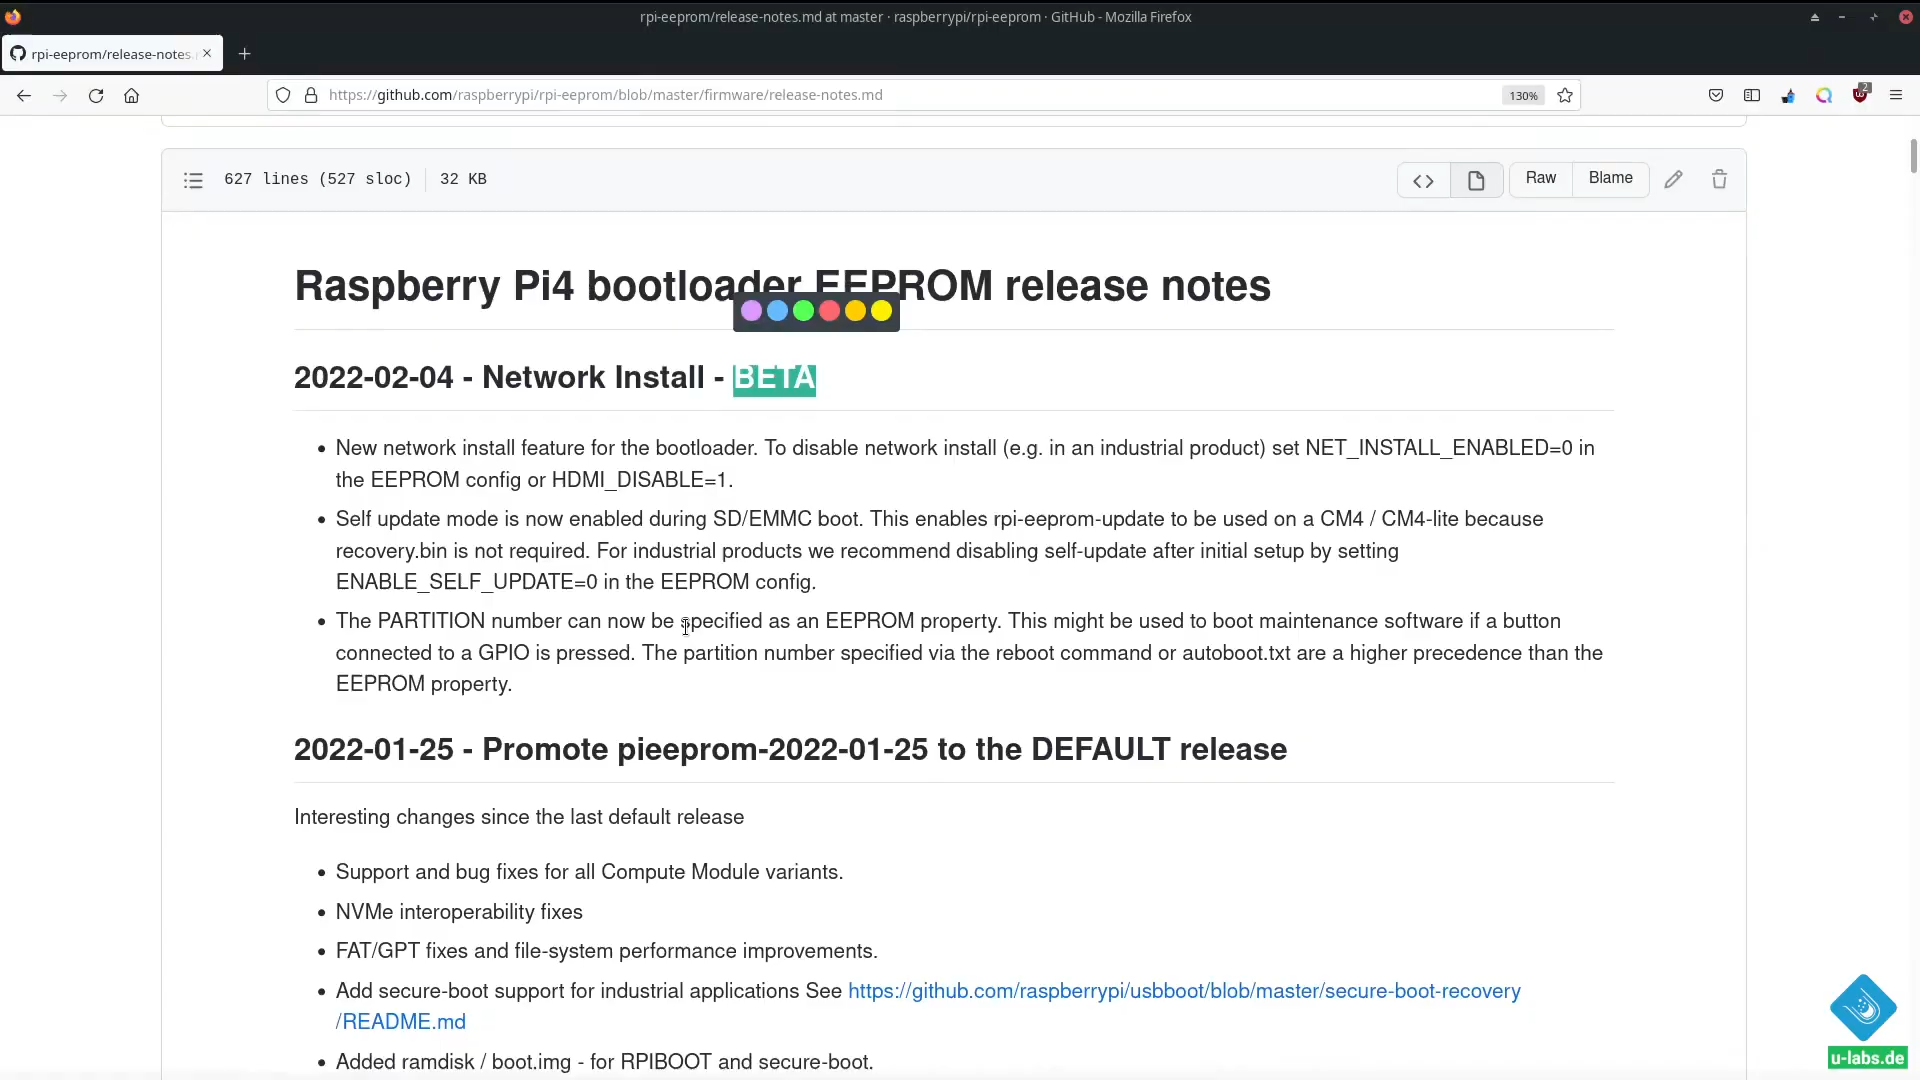 rpi-eeprom/release-notes.md at master · raspberrypi/rpi-eeprom · GitHub - Mozilla Firefox
rpi-eeprom/release-notes.
https://github.com/raspberrypi/rpi-eeprom/blob/master/firmware/release-notes.md
130%
2
627 lines (527 sloc) 32 KB
Raw
Blame
Raspberry Pi4 bootloader EEPROM release notes
2022-02-04 - Network Install - BETA
• New network install feature for the bootloader. To disable network install (e.g. in an industrial product) set NET_INSTALL_ENABLED=0 in
the EEPROM config or HDMI_DISABLE=1.
• Self update mode is now enabled during SD/EMMC boot. This enables rpi-eeprom-update to be used on a CM4 / CM4-lite because
recovery.bin is not required. For industrial products we recommend disabling self-update after initial setup by setting
ENABLE_SELF_UPDATE=0 in the EEPROM config.
• The PARTITION number can now be specified as an EEPROM property. This might be used to boot maintenance software if a button
connected to a GPIO is pressed. The partition number specified via the reboot command or autoboot.txt are a higher precedence than the
EEPROM property.
2022-01-25 - Promote pieeprom-2022-01-25 to the DEFAULT release
Interesting changes since the last default release
• Support and bug fixes for all Compute Module variants.
• NVMe interoperability fixes
• FAT/GPT fixes and file-system performance improvements.
• Add secure-boot support for industrial applications See https://github.com/raspberrypi/usbboot/blob/master/secure-boot-recovery
/README.md
• Added ramdisk / boot.img - for RPIBOOT and secure-boot.
u-labs.de